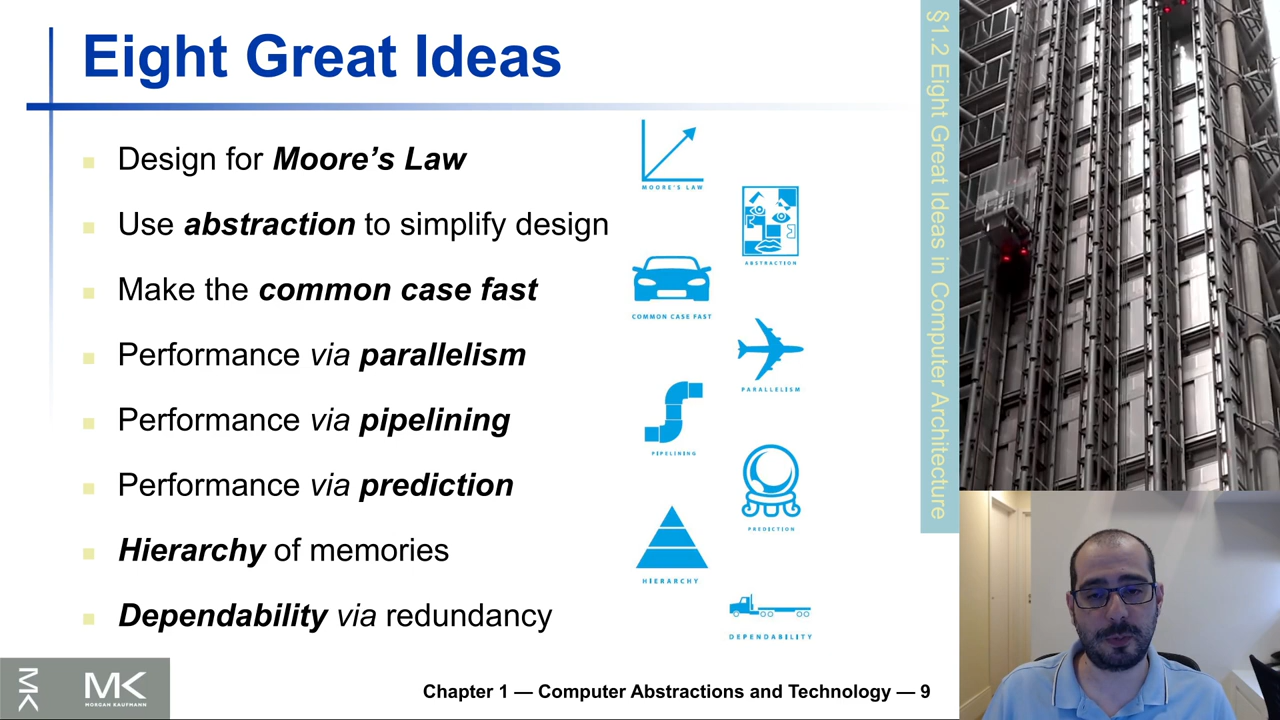 Eight Great Ideas
Design for Moore's Law
Use abstraction to simplify design
Make the common case fast
Performance via parallelism
Performance via pipelining
Performance via prediction
Hierarchy of memories
Dependability via redundancy
MOORE'S LAW
ABSTRACTION
COMMON CASE FAST
PARALLELISM
PIPELINING
PREDICTION
HIERARCHY
DEPENDABILITY
§1.2 Eight Great Ideas in Computer Architecture
MK
MK
MORGAN KAUFMANN
Chapter 1 — Computer Abstractions and Technology — 9